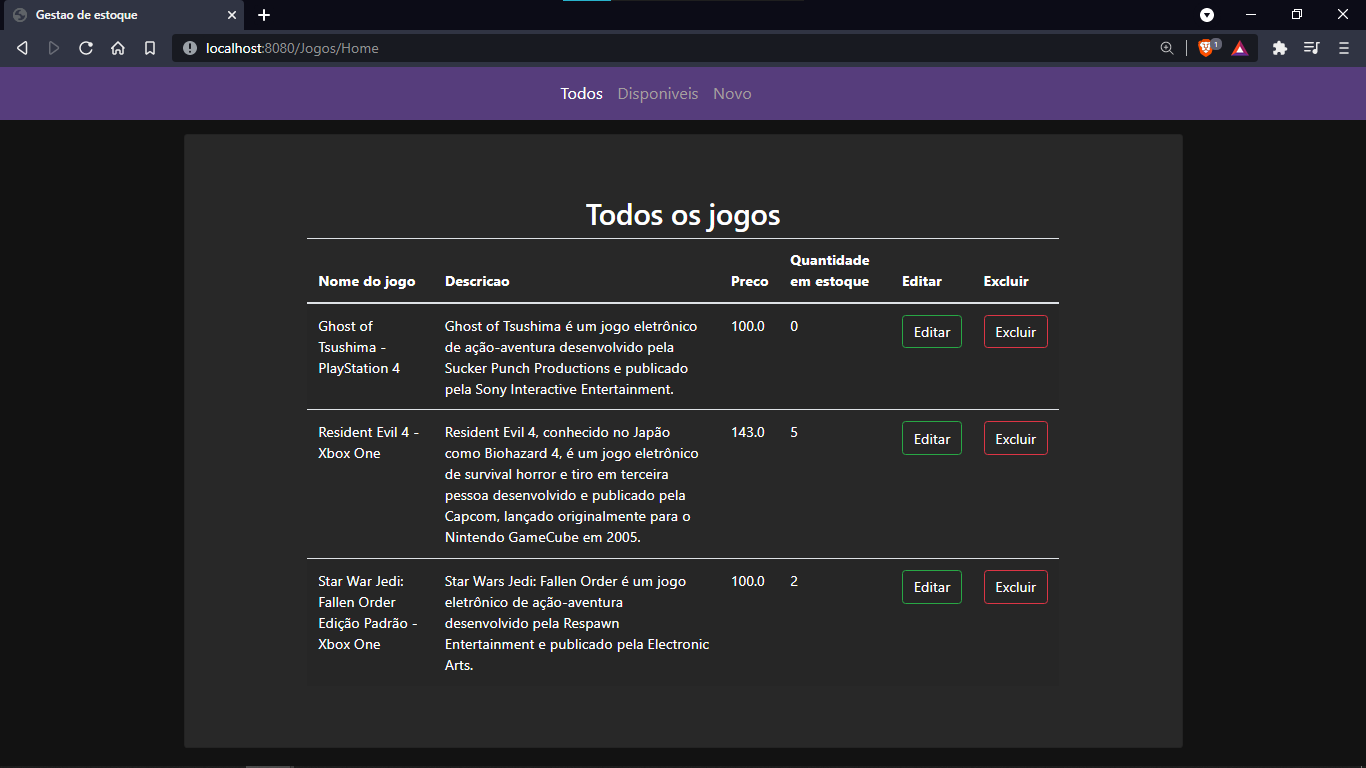 Gestao de estoque
localhost:8080/Jogos/Home
1
Todos Disponiveis Novo
Todos os jogos
Nome do jogo Descricao Preco Quantidade em estoque Editar Excluir
Ghost of Ghost of Tsushima é um jogo eletrônico 100.0 0 Editar Excluir
Tsushima - de ação-aventura desenvolvido pela
PlayStation 4 Sucker Punch Productions e publicado
pela Sony Interactive Entertainment.
Resident Evil 4 - Resident Evil 4, conhecido no Japão 143.0 5 Editar Excluir
Xbox One como Biohazard 4, é um jogo eletrônico
de survival horror e tiro em terceira
pessoa desenvolvido e publicado pela
Capcom, lançado originalmente para o
Nintendo GameCube em 2005.
Star War Jedi: Star Wars Jedi: Fallen Order é um jogo 100.0 2 Editar Excluir
Fallen Order eletrônico de ação-aventura
Edição Padrão - desenvolvido pela Respawn
Xbox One Entertainment e publicado pela Electronic
Arts.